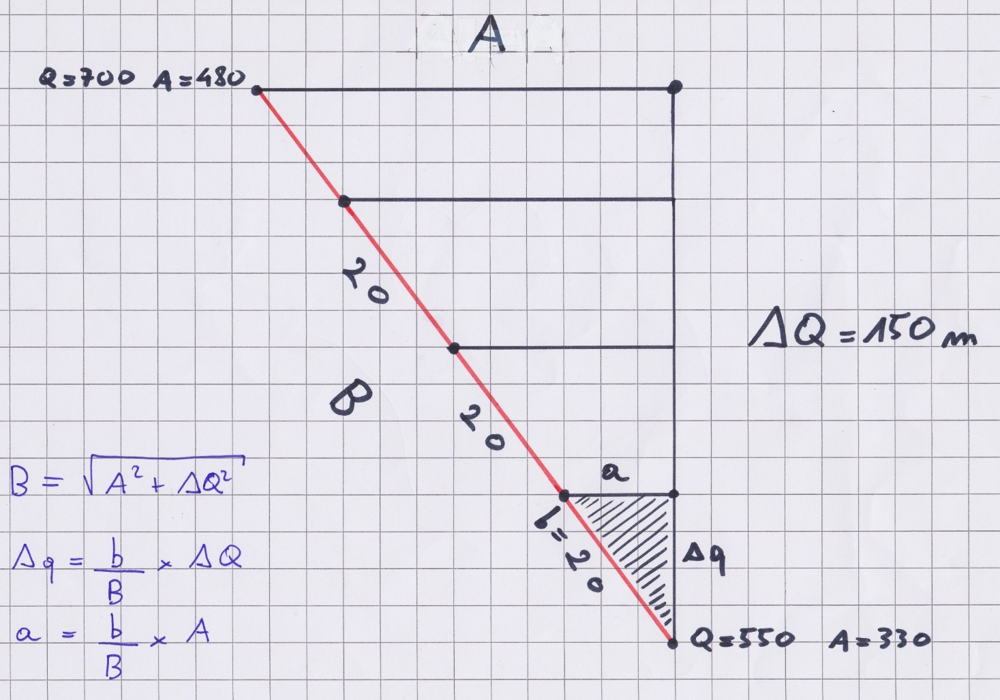 A
Q=700 A=480
20
ΔQ=150 m
B
20
a
B = √A² + ΔQ²
b=20
Δq
Δq = b/B × ΔQ
a = b/B × A
Q=550 A=330